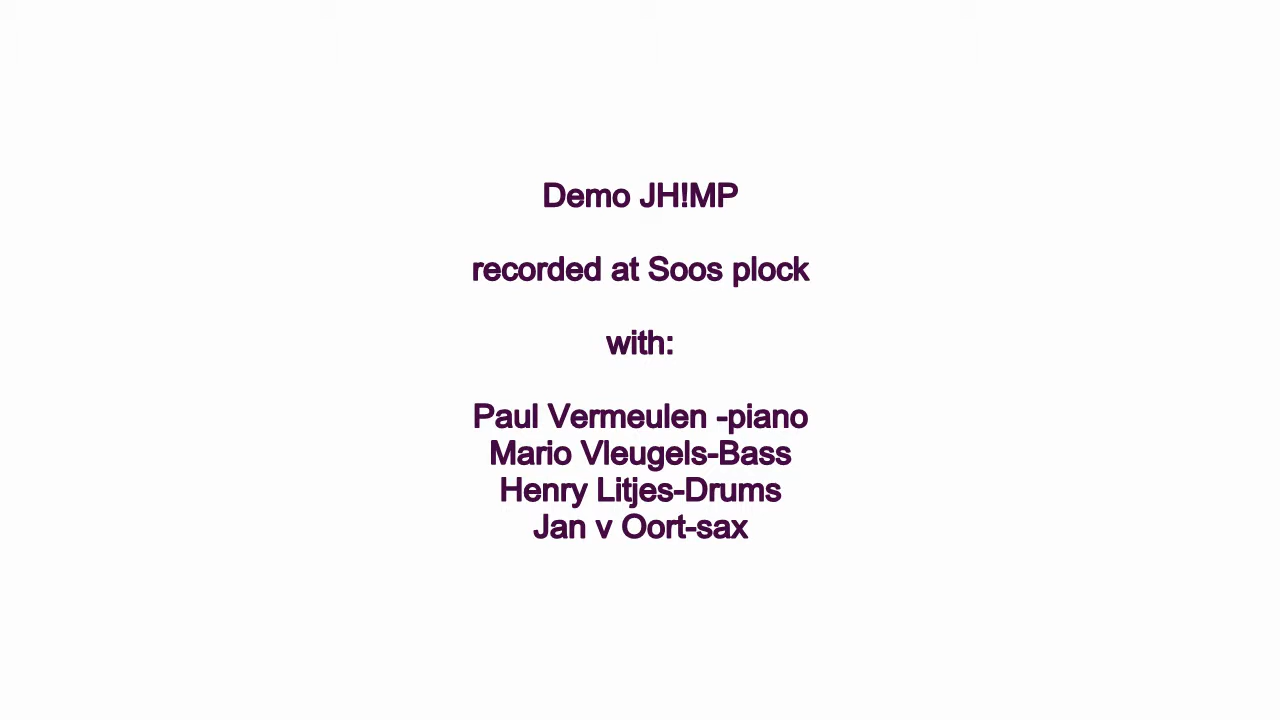 Demo JH!MP
recorded at Soos plock
with:
Paul Vermeulen -piano
Mario Vleugels-Bass
Henry Litjes-Drums
Jan v Oort-sax